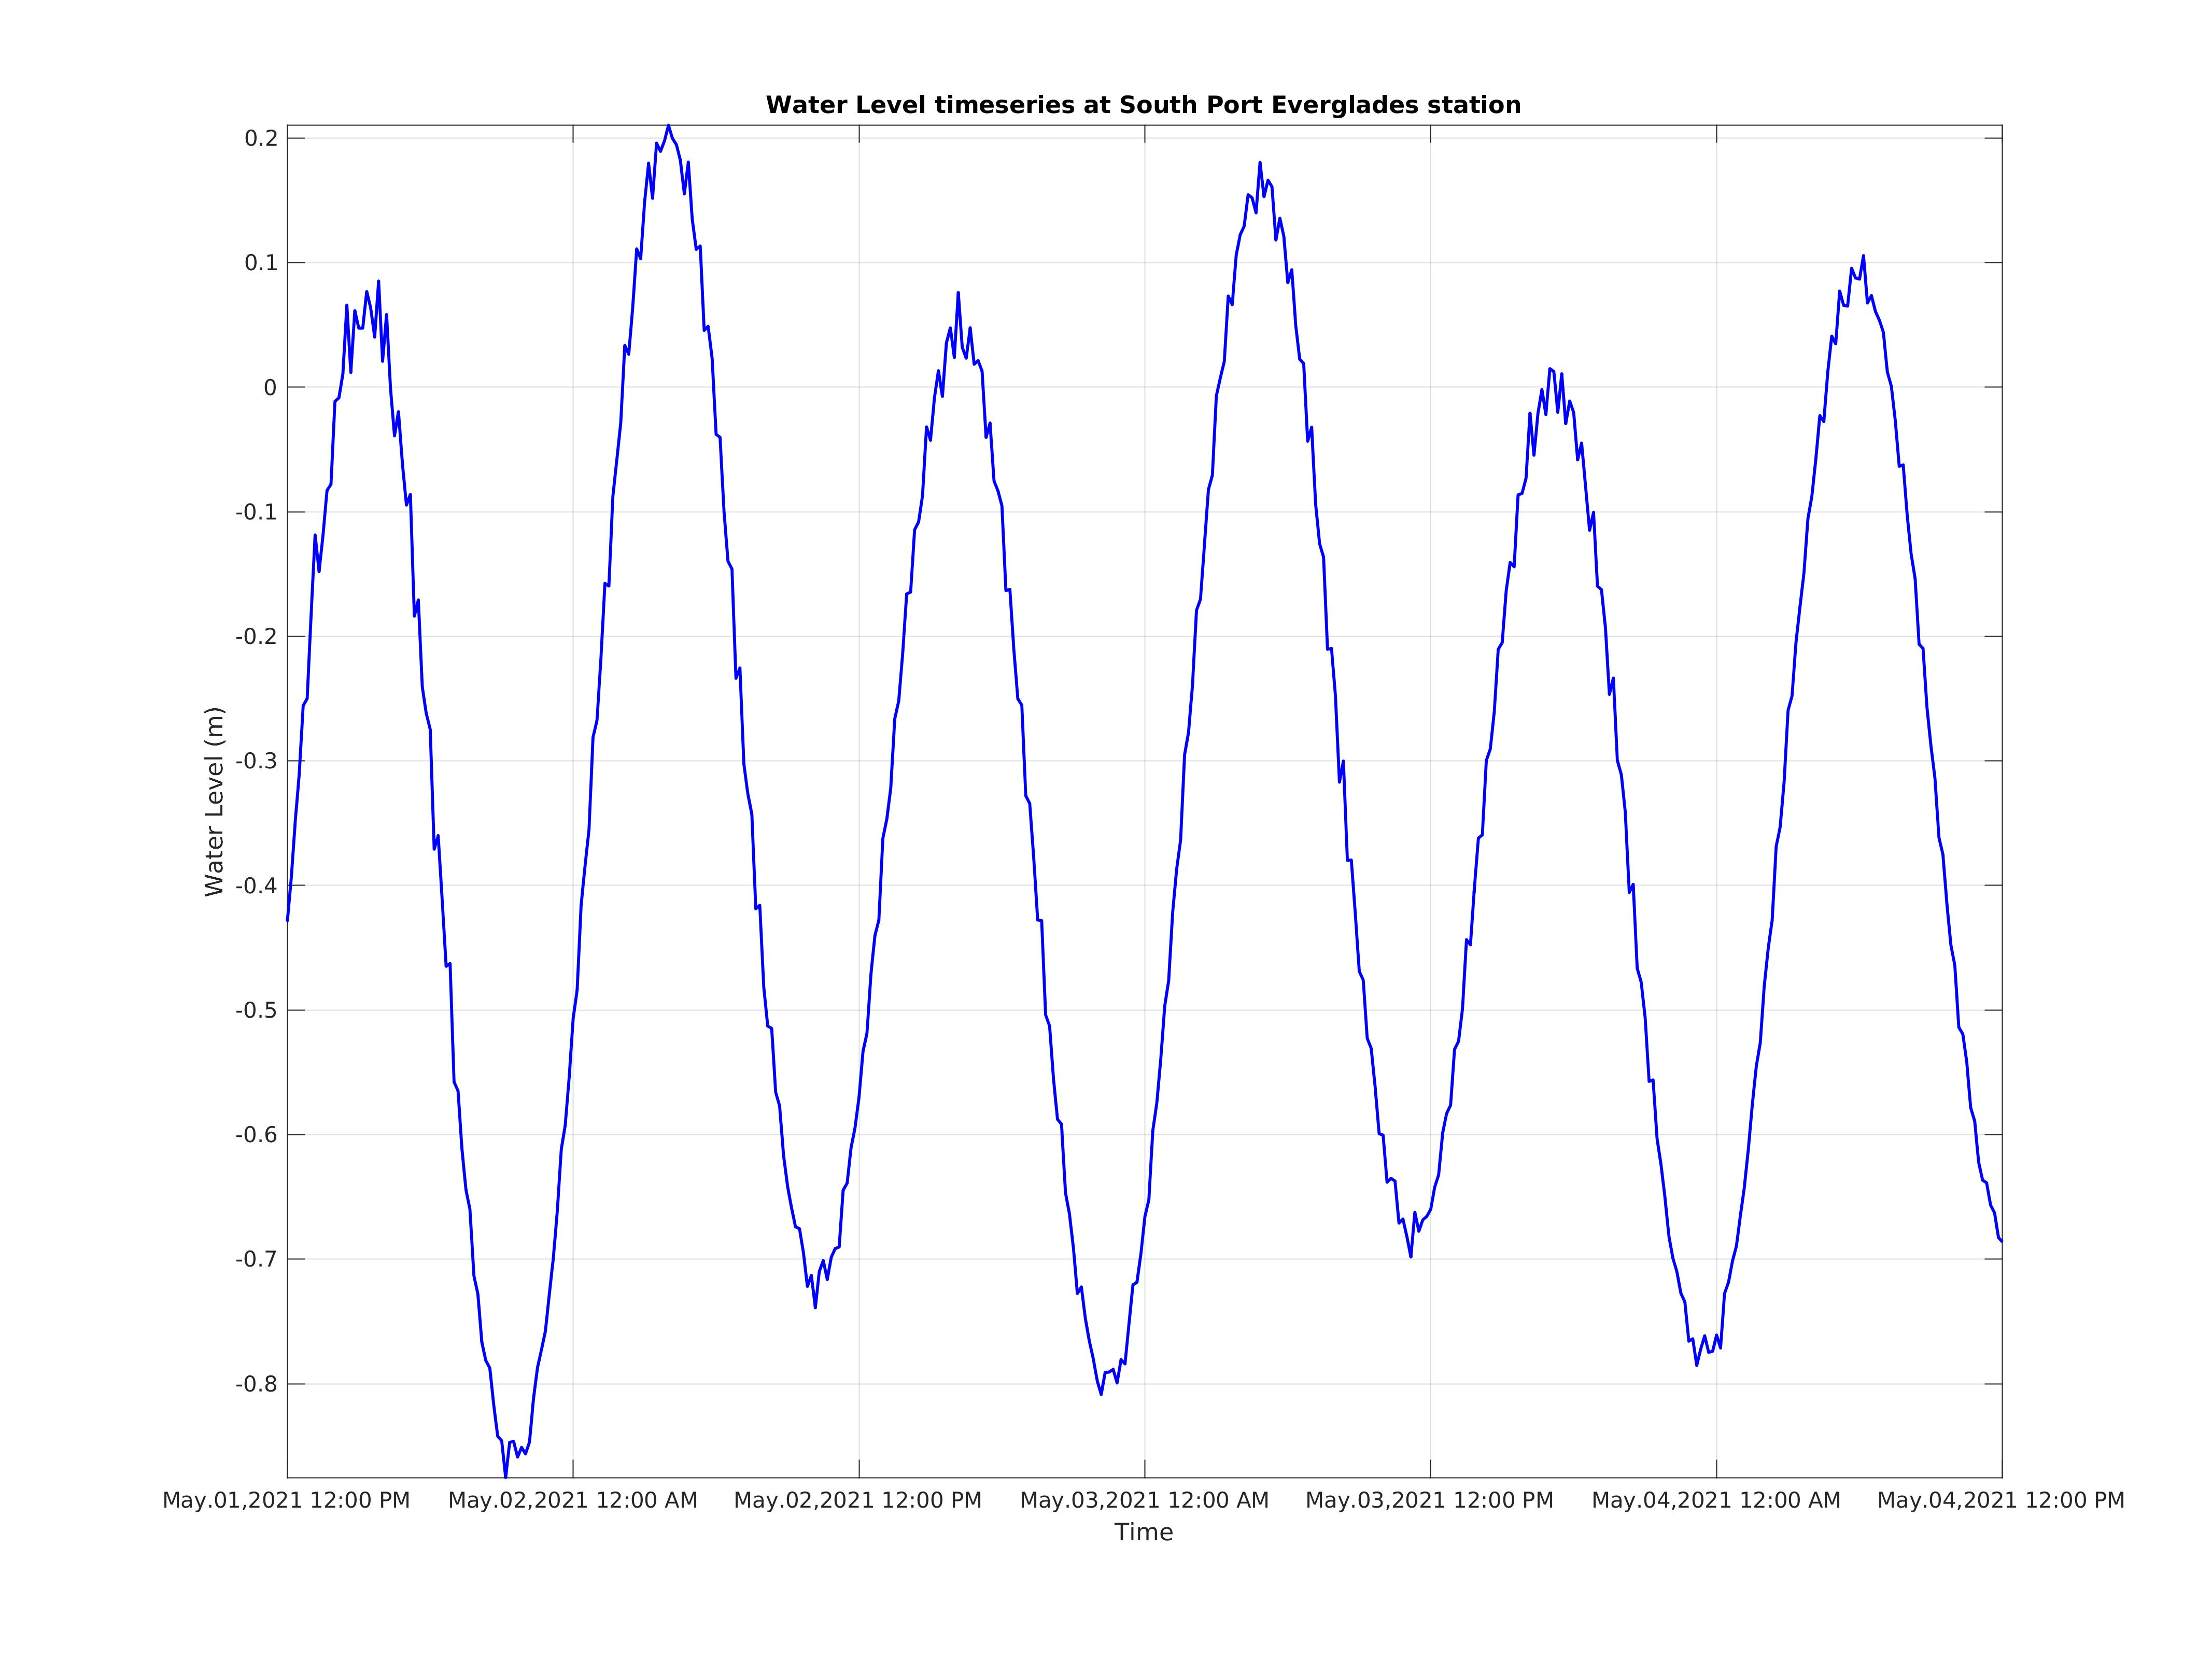 Water Level timeseries at South Port Everglades station
0.2
0.1
0
-0.1
-0.2
-0.3
-0.4
-0.5
-0.6
-0.7
-0.8
Water Level (m)
May.01,2021 12:00 PM May.02,2021 12:00 AM May.02,2021 12:00 PM May.03,2021 12:00 AM May.03,2021 12:00 PM May.04,2021 12:00 AM May.04,2021 12:00 PM
Time